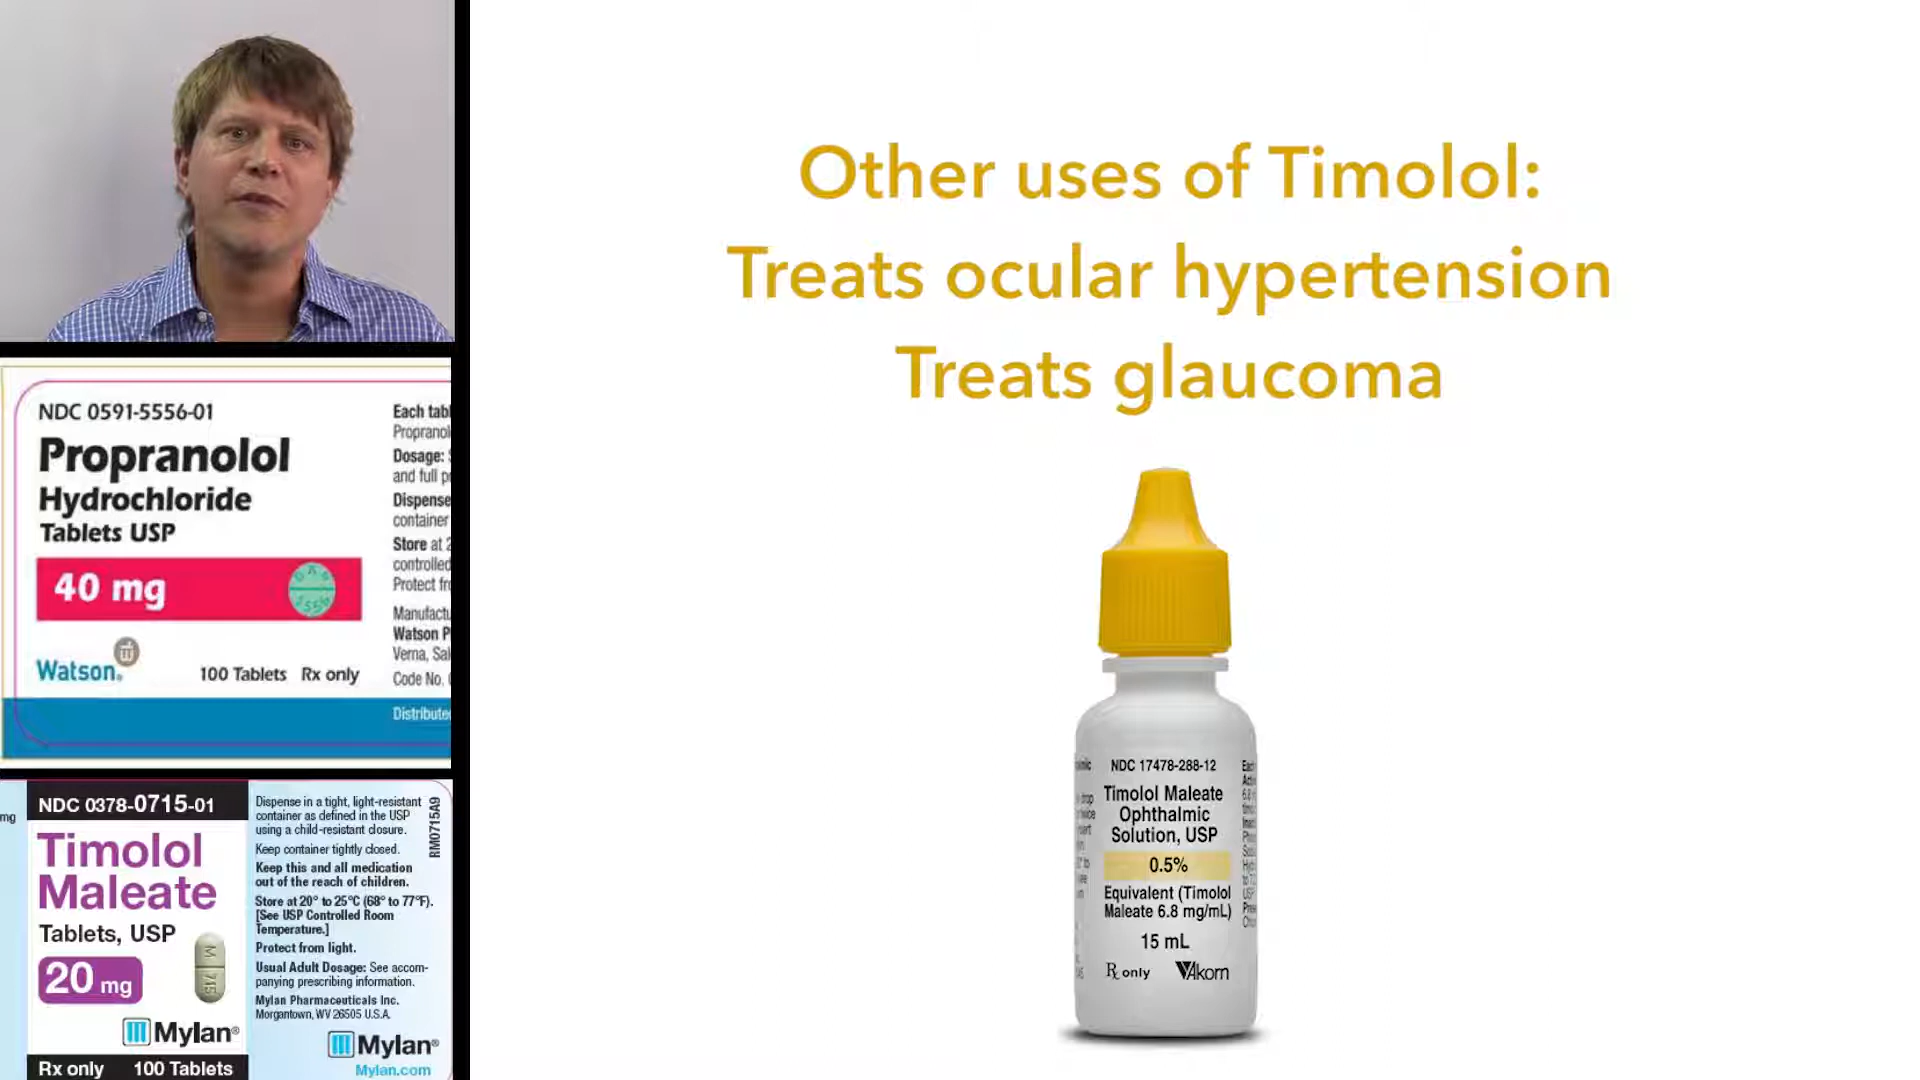 Other uses of Timolol:
Treats ocular hypertension
Treats glaucoma
NDC 0591-5556-01
Propranolol
Hydrochloride
Tablets USP
40 mg
Watson
100 Tablets Rx only
Each
Dosage:
and full
Dispense
container
Store at
controlled
Protect
Watson
Verna,
Code No.
NDC 0378-0715-01
Timolol
Maleate
Tablets, USP
20 mg
M 715
Mylan®
Rx only 100 Tablets
mg
Dispense in a tight, light-resistant
container as defined in the USP
using a child-resistant closure.
Keep container tightly closed.
Keep this and all medication
out of the reach of children.
Store at 20° to 25°C (68° to 77°F).
[See USP Controlled Room
Temperature.]
Protect from light.
Usual Adult Dosage: See accom-
panying prescribing information.
Mylan Pharmaceuticals Inc.
Morgantown, WV 26505 U.S.A.
Mylan®
Mylan.com
RM0715A9
NDC 17478-288-12
Timolol Maleate
Ophthalmic
Solution, USP
0.5%
Equivalent (Timolol
Maleate 6.8 mg/mL)
15 mL
Rx only Akorn